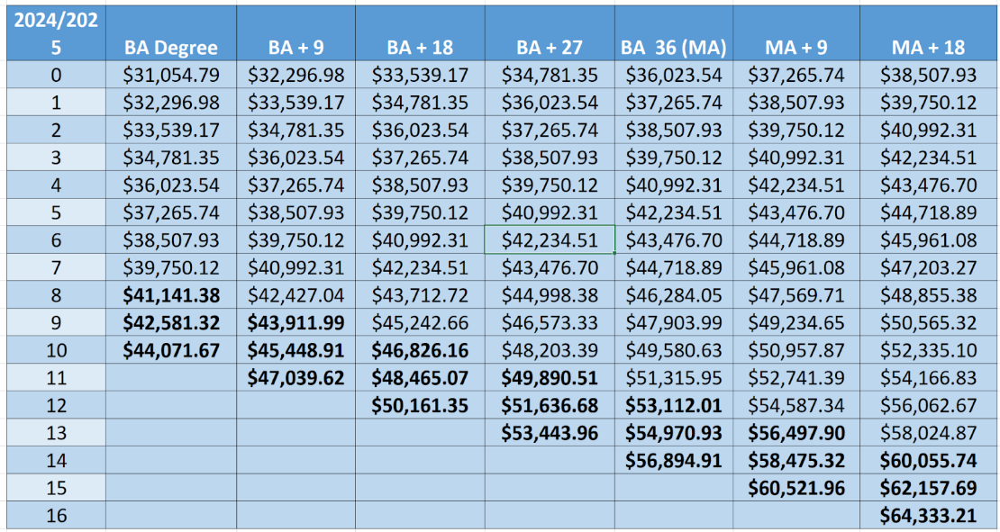 2024/202
5 BA Degree BA + 9 BA + 18 BA + 27 BA  36 (MA) MA + 9 MA + 18
0 $31,054.79 $32,296.98 $33,539.17 $34,781.35 $36,023.54 $37,265.74 $38,507.93
1 $32,296.98 $33,539.17 $34,781.35 $36,023.54 $37,265.74 $38,507.93 $39,750.12
2 $33,539.17 $34,781.35 $36,023.54 $37,265.74 $38,507.93 $39,750.12 $40,992.31
3 $34,781.35 $36,023.54 $37,265.74 $38,507.93 $39,750.12 $40,992.31 $42,234.51
4 $36,023.54 $37,265.74 $38,507.93 $39,750.12 $40,992.31 $42,234.51 $43,476.70
5 $37,265.74 $38,507.93 $39,750.12 $40,992.31 $42,234.51 $43,476.70 $44,718.89
6 $38,507.93 $39,750.12 $40,992.31 $42,234.51 $43,476.70 $44,718.89 $45,961.08
7 $39,750.12 $40,992.31 $42,234.51 $43,476.70 $44,718.89 $45,961.08 $47,203.27
8 $41,141.38 $42,427.04 $43,712.72 $44,998.38 $46,284.05 $47,569.71 $48,855.38
9 $42,581.32 $43,911.99 $45,242.66 $46,573.33 $47,903.99 $49,234.65 $50,565.32
10 $44,071.67 $45,448.91 $46,826.16 $48,203.39 $49,580.63 $50,957.87 $52,335.10
11 $47,039.62 $48,465.07 $49,890.51 $51,315.95 $52,741.39 $54,166.83
12 $50,161.35 $51,636.68 $53,112.01 $54,587.34 $56,062.67
13 $53,443.96 $54,970.93 $56,497.90 $58,024.87
14 $56,894.91 $58,475.32 $60,055.74
15 $60,521.96 $62,157.69
16 $64,333.21